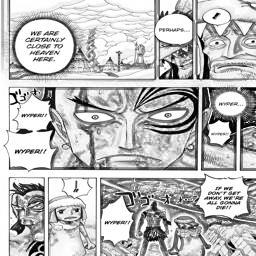 WE ARE
CERTAINLY
CLOSE TO
HEAVEN
HERE.
PERHAPS...
!
WYPER!!
WYPER...
WYPER!!
WYPER!!
!
WYPER!!
IF WE
DON'T GET
AWAY, WE'RE
ALL GONNA
DIE!!